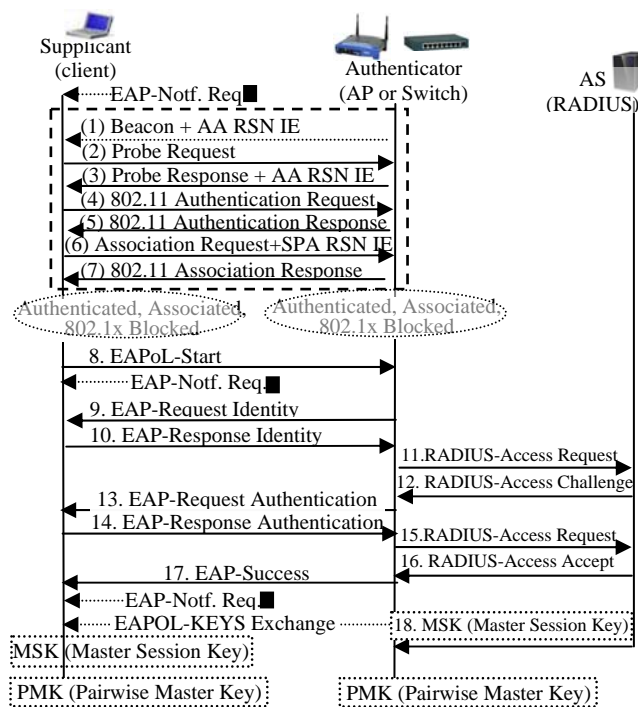 Supplicant
(client)
Authenticator
(AP or Switch)
AS
(RADIUS)
EAP-Notf. Req
(1) Beacon + AA RSN IE
(2) Probe Request
(3) Probe Response + AA RSN IE
(4) 802.11 Authentication Request
(5) 802.11 Authentication Response
(6) Association Request+SPA RSN IE
(7) 802.11 Association Response
Authenticated, Associated,
802.1x Blocked
Authenticated, Associated,
802.1x Blocked
8. EAPoL-Start
EAP-Notf. Req.
9. EAP-Request Identity
10. EAP-Response Identity
11.RADIUS-Access Request
12. RADIUS-Access Challenge
13. EAP-Request Authentication
14. EAP-Response Authentication
15.RADIUS-Access Request
16. RADIUS-Access Accept
17. EAP-Success
EAP-Notf. Req.
EAPOL-KEYS Exchange
18. MSK (Master Session Key)
MSK (Master Session Key)
PMK (Pairwise Master Key)
PMK (Pairwise Master Key)